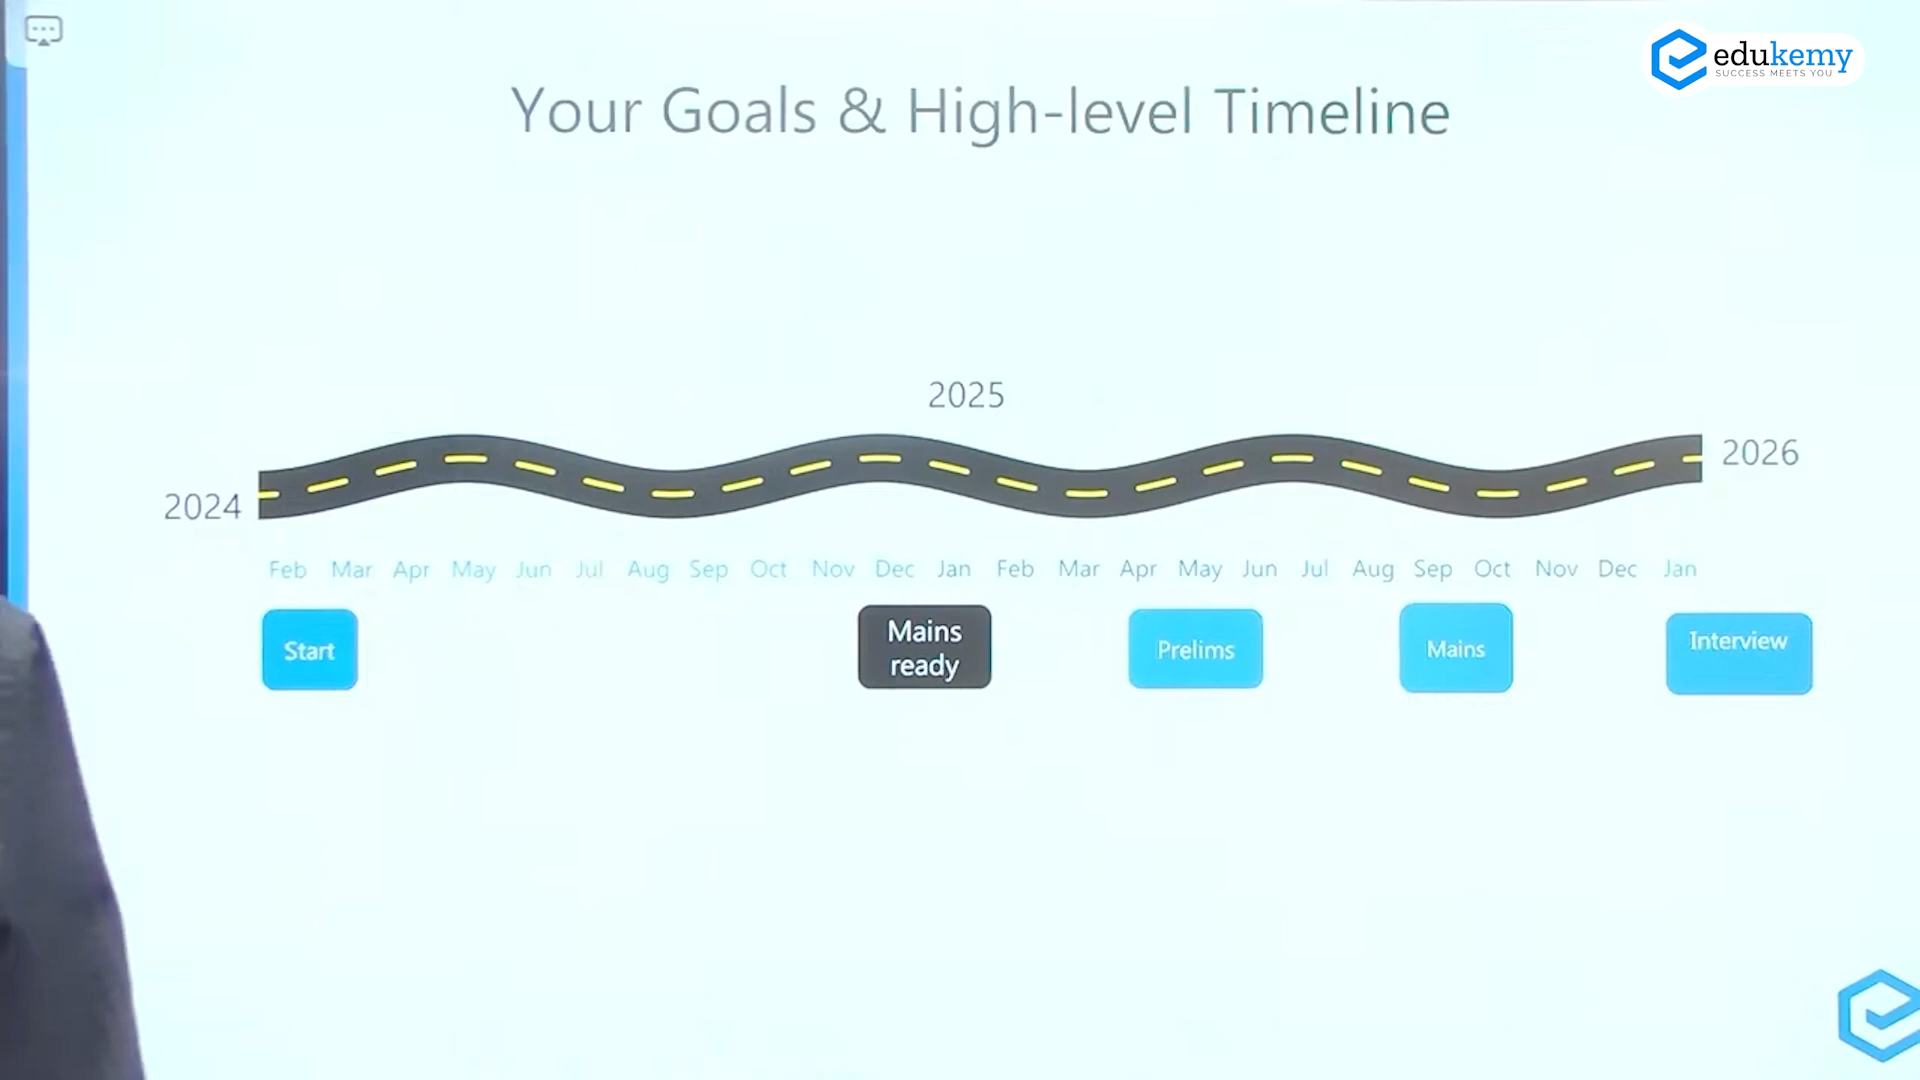 edukemy
SUCCESS MEETS YOU
Your Goals & High-level Timeline
2025
2026
2024
Feb Mar Apr May Jun Jul Aug Sep Oct Nov Dec Jan Feb Mar Apr May Jun Jul Aug Sep Oct Nov Dec Jan
Start
Mains
ready
Prelims
Mains
Interview